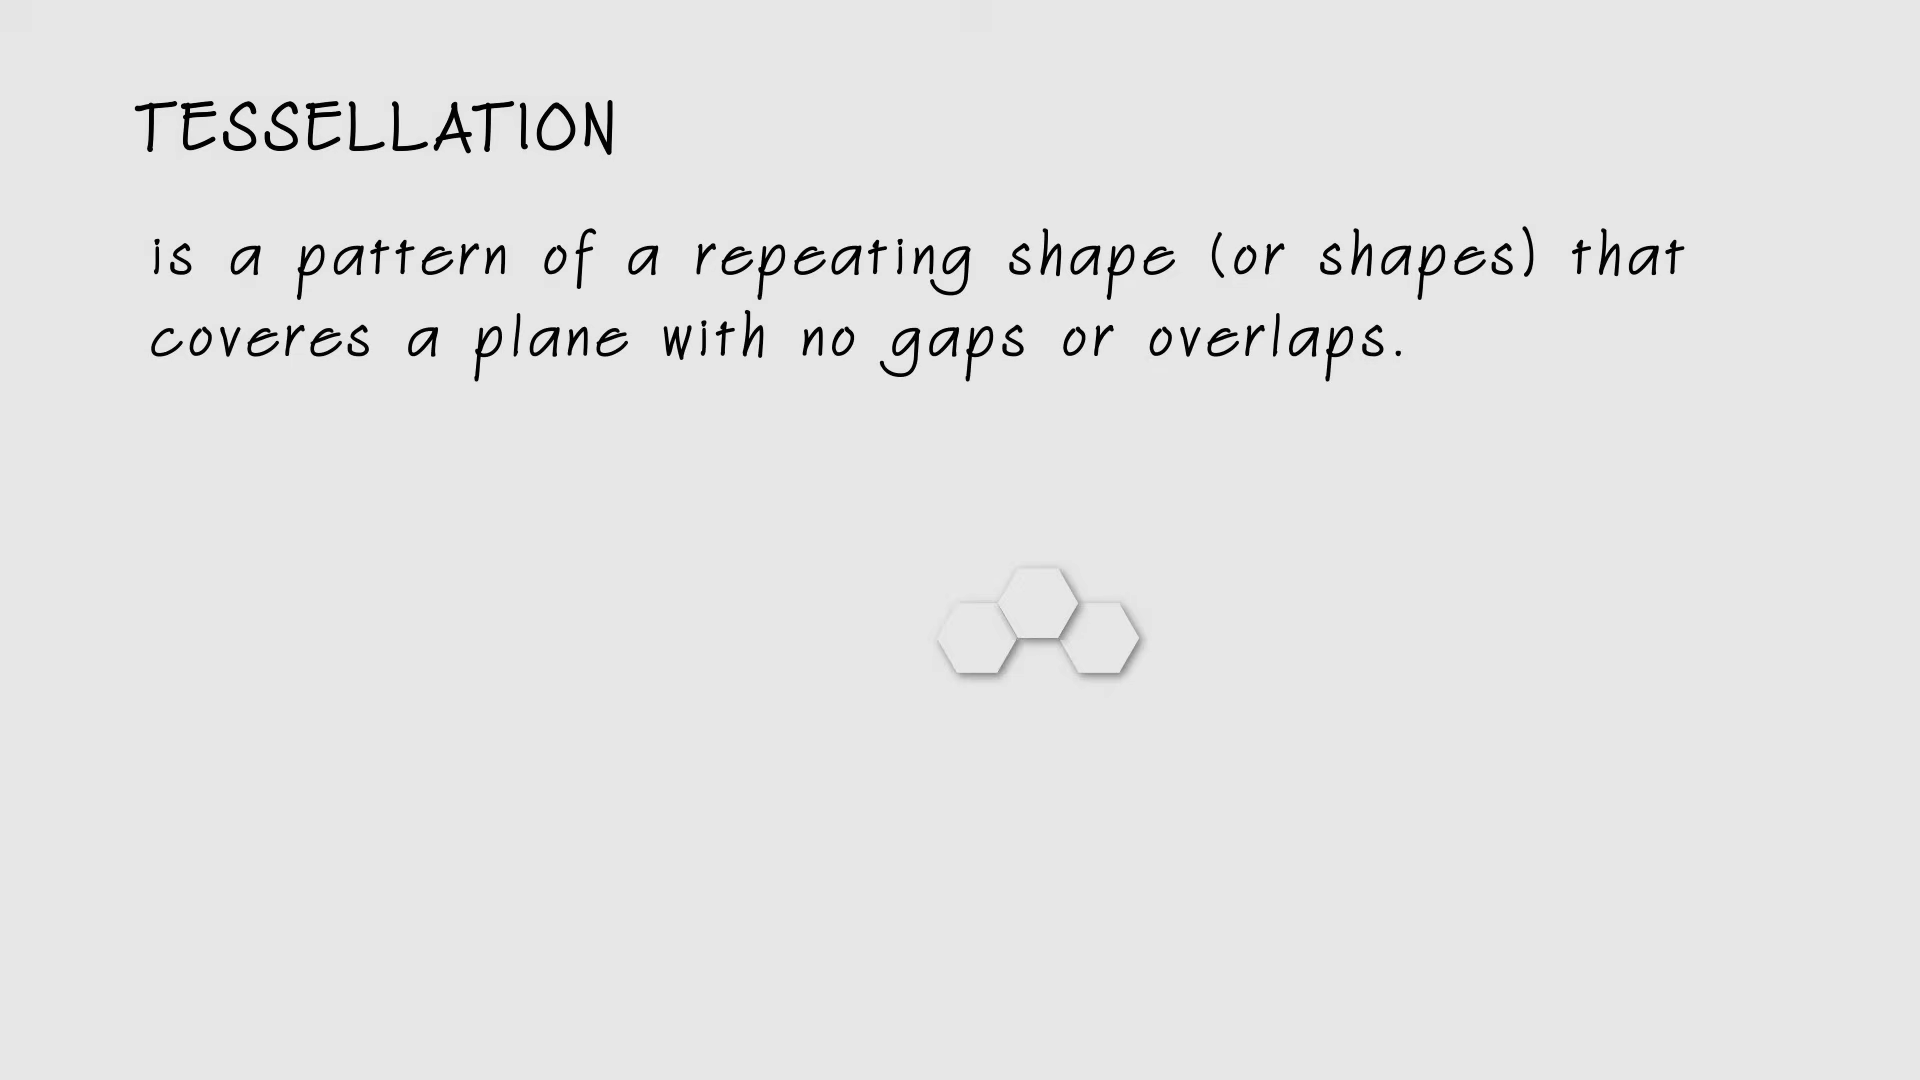 TESSELLATION
is a pattern of a repeating shape (or shapes) that
coveres a plane with no gaps or overlaps.